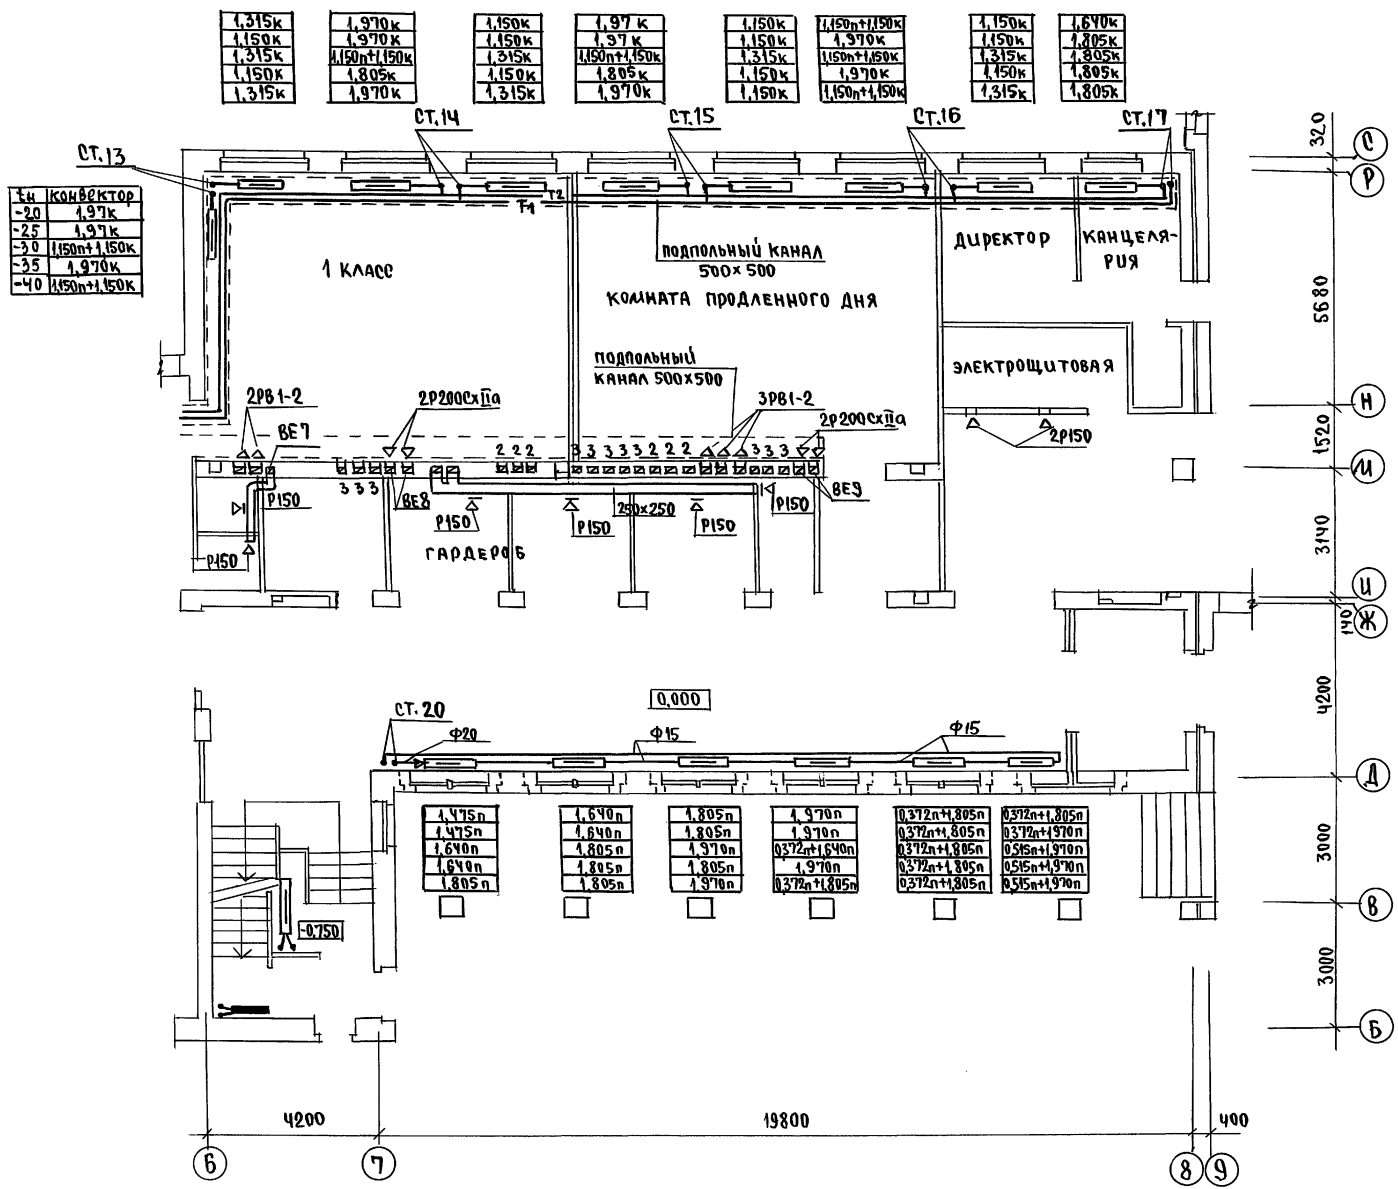 1,315к
1,150к
1,315к
1,150к
1,315к
1,970к
1,970к
1,150п+1,150к
1,805к
1,970к
1,150к
1,150к
1,315к
1,150к
1,315к
1,97к
1,97к
1,150п+1,150к
1,805к
1,970к
1,150к
1,150к
1,315к
1,150к
1,150к
1,150п+1,150к
1,970к
1,150п+1,150к
1,970к
1,150п+1,150к
1,150к
1,150к
1,315к
1,150к
1,315к
1,640к
1,805к
1,805к
1,805к
1,805к
СТ.13
СТ.14
СТ.15
СТ.16
СТ.17
320
С
Р
tн конвектор
-20 1,97к
-25 1,97к
-30 1,150п+1,150к
-35 1,970к
-40 1,150п+1,150к
Т2
Т1
1 КЛАСС
ПОДПОЛЬНЫЙ КАНАЛ
500×500
КОМНАТА ПРОДЛЕННОГО ДНЯ
ДИРЕКТОР
КАНЦЕЛЯ-
РИЯ
5680
ПОДПОЛЬНЫЙ
КАНАЛ 500×500
ЭЛЕКТРОЩИТОВАЯ
2РВ1-2
2Р200СхIIа
3РВ1-2
2Р200СхIIа
2Р150
Н
ВЕ7
1520
2 2 2
3 3 3 3 3 2 2 2
3 3 3
М
3 3 3
ВЕ8
ВЕ9
Р150
Р150
Р150
250×250
Р150
Р150
Р150
ГАРДЕРОБ
3140
И
140
Ж
0,000
4200
СТ.20
Ф20
Ф15
Ф15
Д
1,475п
1,475п
1,640п
1,640п
1,805п
1,640п
1,640п
1,805п
1,805п
1,805п
1,805п
1,805п
1,970п
1,805п
1,970п
1,970п
1,970п
0,372п+1,640п
1,970п
0,372п+1,805п
0,372п+1,805п
0,372п+1,805п
0,372п+1,805п
0,372п+1,805п
0,372п+1,805п
0,372п+1,805п
0,372п+1,970п
0,515п+1,970п
0,515п+1,970п
0,515п+1,970п
3000
В
-0,750
3000
Б
4200
19800
400
6
7
8
9